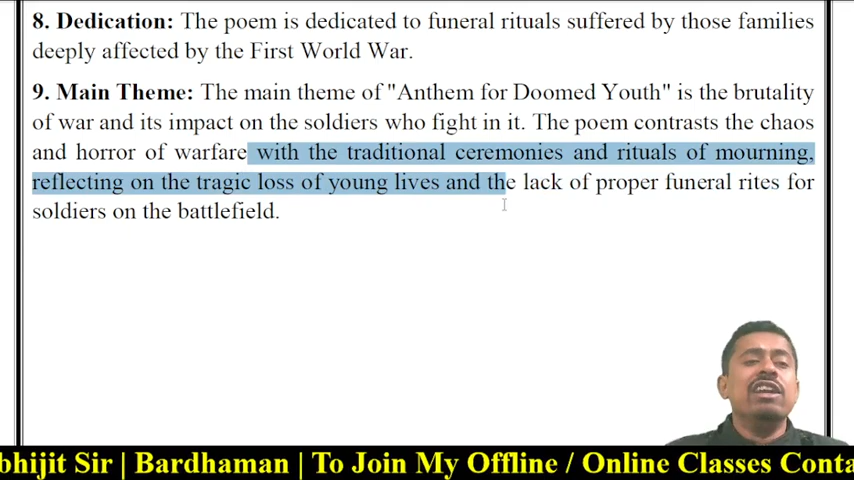 8. Dedication: The poem is dedicated to funeral rituals suffered by those families
deeply affected by the First World War.
9. Main Theme: The main theme of "Anthem for Doomed Youth" is the brutality
of war and its impact on the soldiers who fight in it. The poem contrasts the chaos
and horror of warfare with the traditional ceremonies and rituals of mourning,
reflecting on the tragic loss of young lives and the lack of proper funeral rites for
soldiers on the battlefield.
bhijit Sir | Bardhaman | To Join My Offline / Online Classes Conta